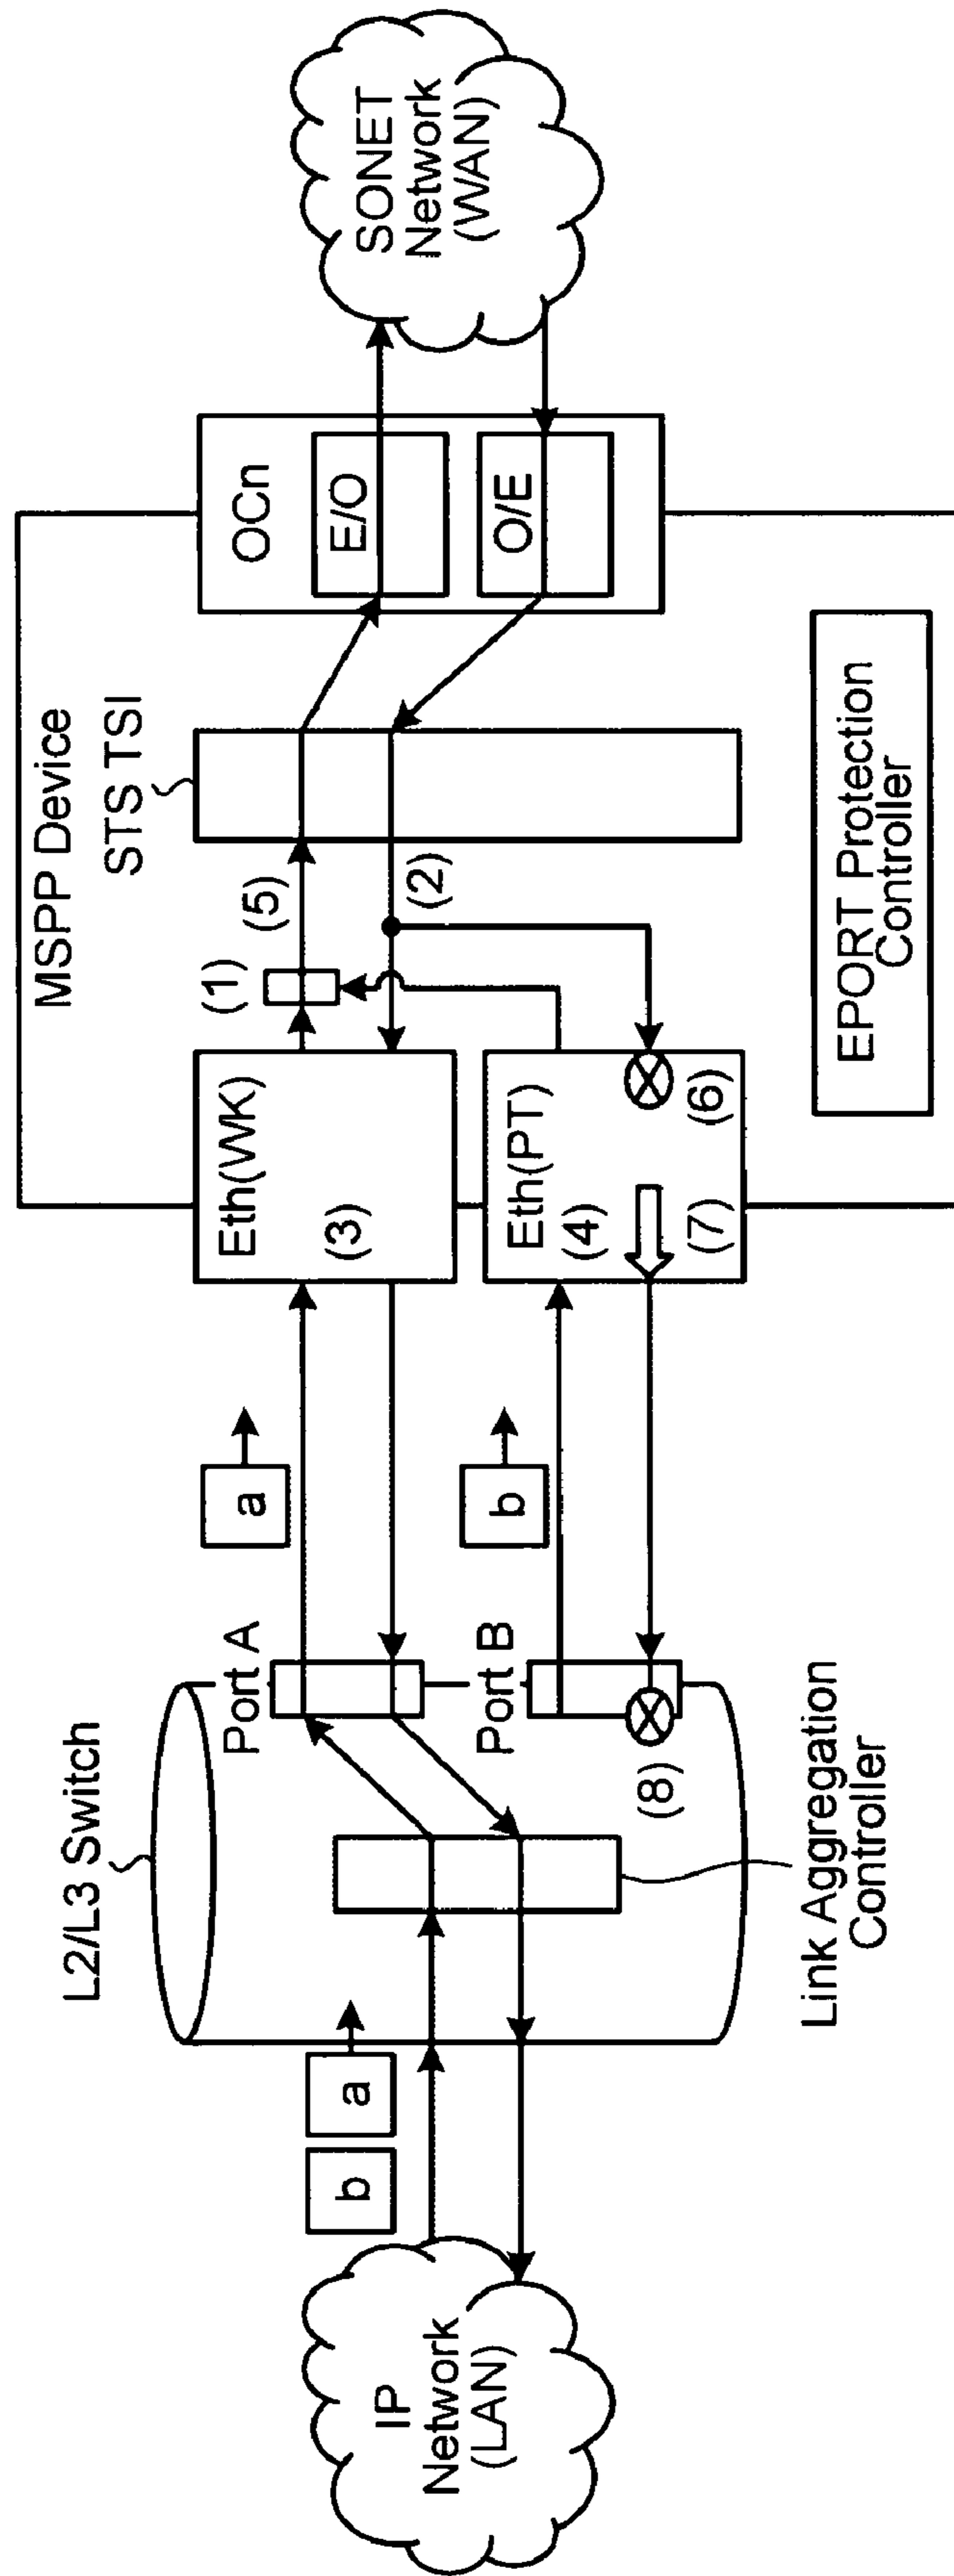 MSPP Device
STS TSI
L2/L3 Switch
SONET
Network
(WAN)
OCn
E/O
O/E
(1)
(5)
(2)
Eth(WK)
(3)
Eth(PT)
(4)
(6)
(7)
EPORT Protection
Controller
a
b
Port A
Port B
(8)
Link Aggregation
Controller
a
b
IP
Network
(LAN)